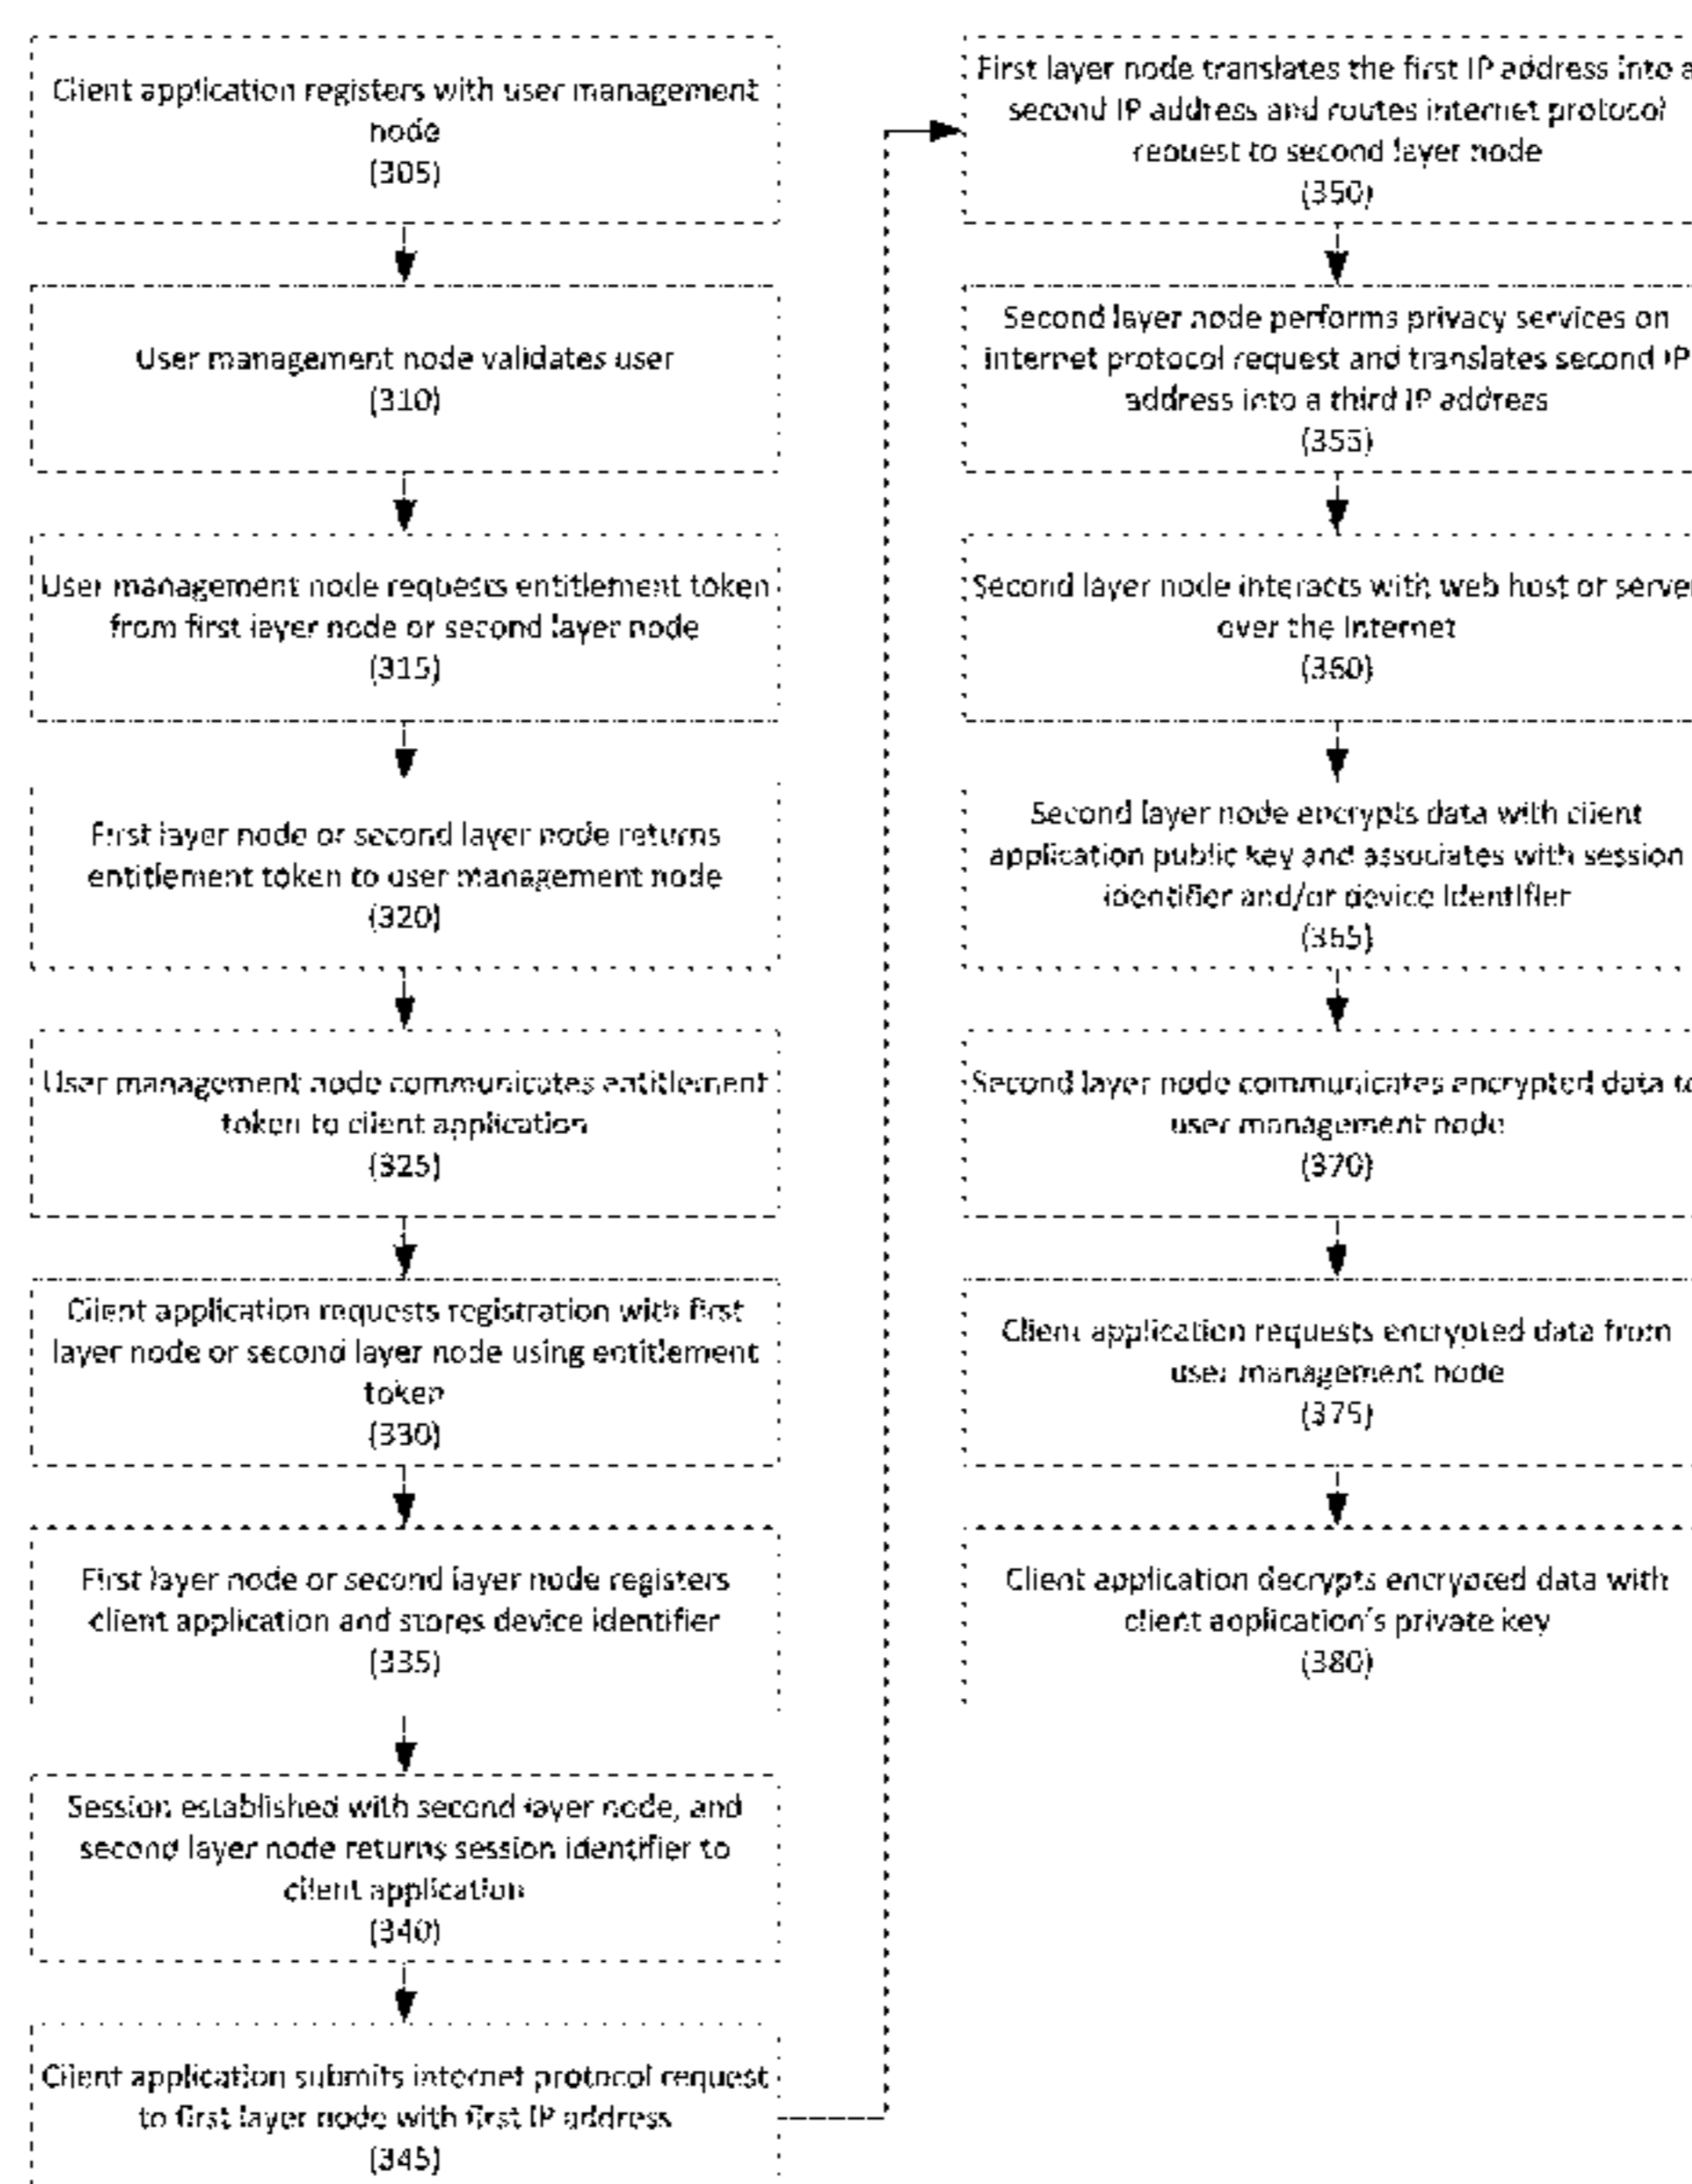 Client application registers with user management
node
(305)
User management node validates user
(310)
User management node requests entitlement token
from first layer node or second layer node
(315)
First layer node or second layer node returns
entitlement token to user management node
(320)
User management node communicates entitlement
token to client application
(325)
Client application requests registration with first
layer node or second layer node using entitlement
token
(330)
First layer node or second layer node registers
client application and stores device identifier
(335)
Session established with second layer node, and
second layer node returns session identifier to
client application
(340)
Client application submits internet protocol request
to first layer node with first IP address
(345)
First layer node translates the first IP address into a
second IP address and routes internet protocol
request to second layer node
(350)
Second layer node performs privacy services on
internet protocol request and translates second IP
address into a third IP address
(355)
Second layer node interacts with web host or server
over the Internet
(360)
Second layer node encrypts data with client
application public key and associates with session
identifier and/or device identifier
(365)
Second layer node communicates encrypted data to
user management node
(370)
Client application requests encrypted data from
user management node
(375)
Client application decrypts encrypted data with
client application's private key
(380)